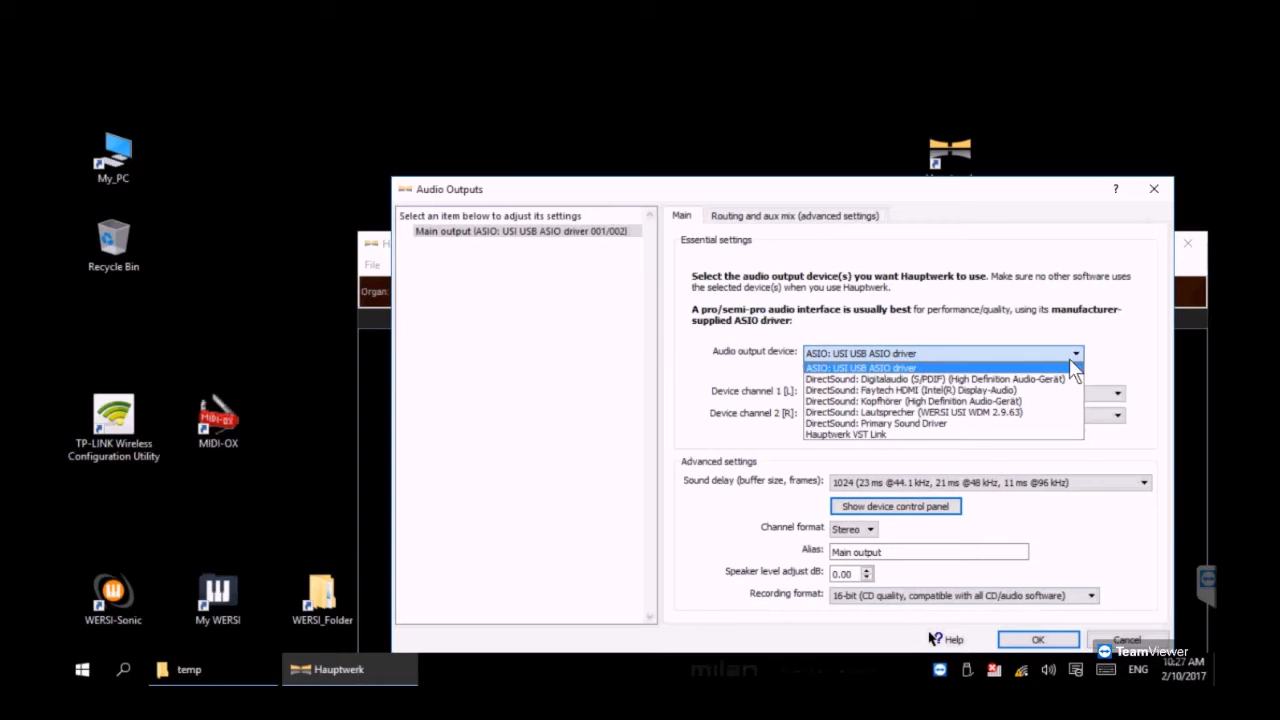 My_PC
Recycle Bin
TP-LINK Wireless
Configuration Utility
MIDI-OX
WERSI-Sonic
My WERSI
WERSI_Folder
File
Organ:
Audio Outputs
?
Select an item below to adjust its settings
Main output (ASIO: USI USB ASIO driver 001/002)
Main
Routing and aux mix (advanced settings)
Essential settings
Select the audio output device(s) you want Hauptwerk to use. Make sure no other software uses
the selected device(s) when you use Hauptwerk.
A pro/semi-pro audio interface is usually best for performance/quality, using its manufacturer-
supplied ASIO driver:
Audio output device:
ASIO: USI USB ASIO driver
ASIO: USI USB ASIO driver
DirectSound: Digitalaudio (S/PDIF) (High Definition Audio-Gerät)
DirectSound: Faytech HDMI (Intel(R) Display-Audio)
DirectSound: Kopfhörer (High Definition Audio-Gerät)
DirectSound: Lautsprecher (WERSI USI WDM 2.9.63)
DirectSound: Primary Sound Driver
Hauptwerk VST Link
Device channel 1 [L]:
Device channel 2 [R]:
Advanced settings
Sound delay (buffer size, frames):
1024 (23 ms @44.1 kHz, 21 ms @48 kHz, 11 ms @96 kHz)
Show device control panel
Channel format
Stereo
Alias:
Main output
Speaker level adjust dB:
0.00
Recording format:
16-bit (CD quality, compatible with all CD/audio software)
Help
OK
Cancel
TeamViewer
temp
Hauptwerk
milan
ENG
10:27 AM
2/10/2017